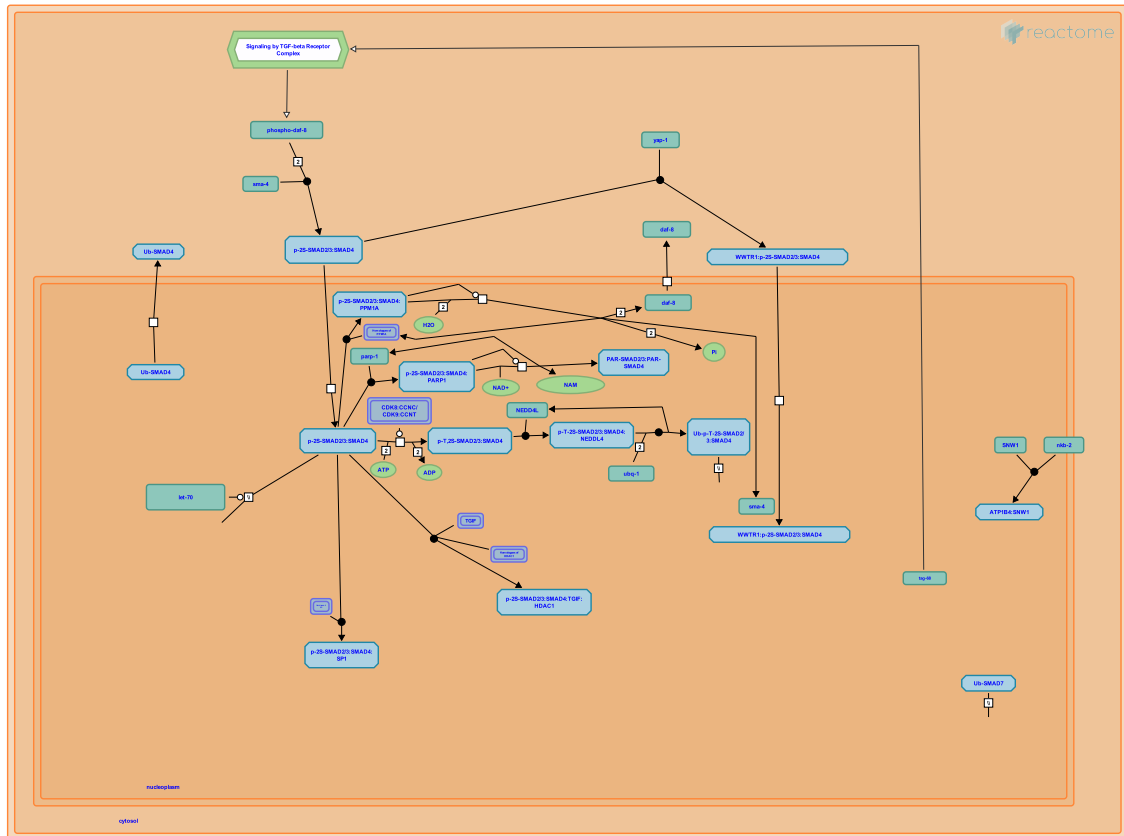 Signaling by TGF-beta Receptor
Complex
reactome
phospho-daf-8
yap-1
2
sma-4
daf-8
p-2S-SMAD2/3:SMAD4
Ub-SMAD4
WWTR1:p-2S-SMAD2/3:SMAD4
p-2S-SMAD2/3:SMAD4:
PPM1A
2
daf-8
2
H2O
2
Pi
parp-1
Ub-SMAD4
p-2S-SMAD2/3:SMAD4:
PARP1
PAR-SMAD2/3:PAR-
SMAD4
NAD+
NAM
CDK8:CCNC/
CDK9:CCNT
NEDD4L
p-2S-SMAD2/3:SMAD4
p-T,2S-SMAD2/3:SMAD4
p-T-2S-SMAD2/3:SMAD4:
NEDDL4
Ub-p-T-2S-SMAD2/
3:SMAD4
2
2
2
ATP
ADP
ubq-1
SNW1
nkb-2
let-70
sma-4
ATP1B4:SNW1
TGIF
WWTR1:p-2S-SMAD2/3:SMAD4
p-2S-SMAD2/3:SMAD4:TGIF:
HDAC1
p-2S-SMAD2/3:SMAD4:
SP1
Ub-SMAD7
nucleoplasm
cytosol